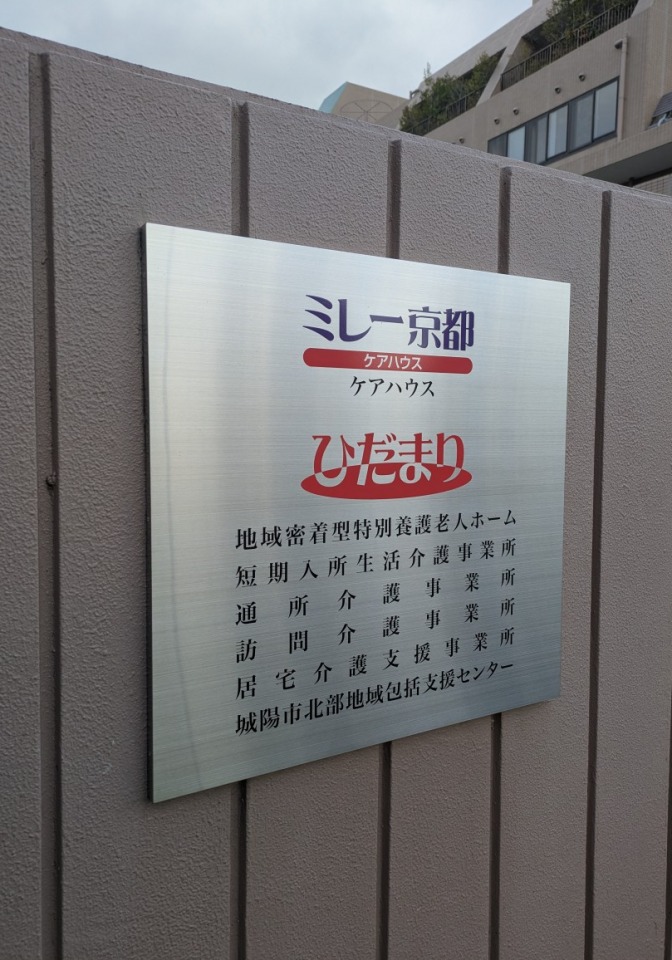 ミレー京都
ケアハウス
ケアハウス
ひだまり
地域密着型特別養護老人ホーム
短期入所生活介護事業所
通所介護事業所
訪問介護事業所
居宅介護支援事業所
城陽市北部地域包括支援センター